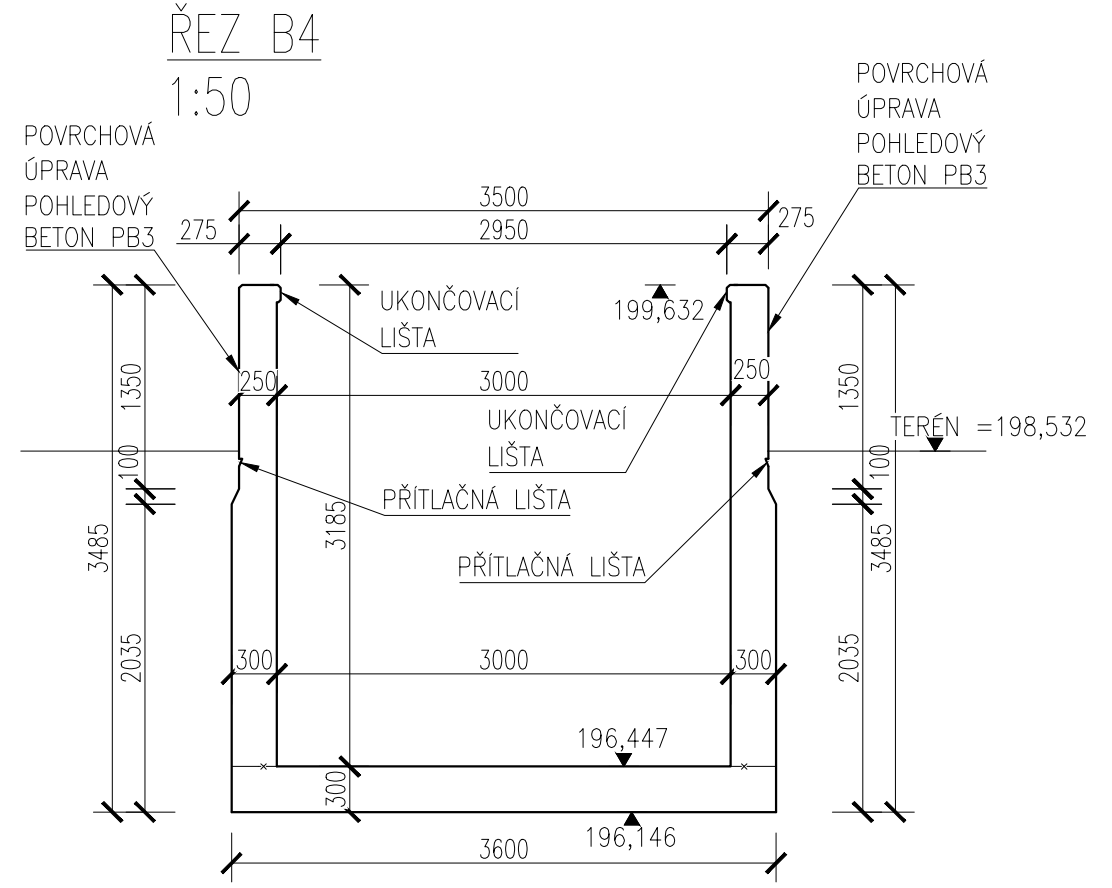 ŘEZ B4
1:50
POVRCHOVÁ
ÚPRAVA
POHLEDOVÝ
BETON PB3
POVRCHOVÁ
ÚPRAVA
POHLEDOVÝ
BETON PB3
3500
275
2950
275
UKONČOVACÍ
LIŠTA
199,632
1350
250
3000
250
1350
UKONČOVACÍ
LIŠTA
TERÉN =198,532
100
100
PŘÍTLAČNÁ LIŠTA
3185
3485
3485
PŘÍTLAČNÁ LIŠTA
2035
2035
300
3000
300
196,447
300
196,146
3600